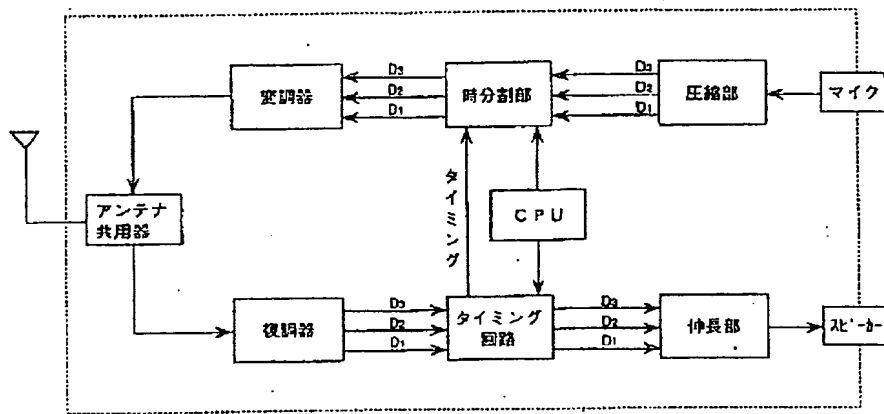 D3
D2
D1
変調器
D3
D2
D1
時分割部
圧縮部
マイク
アンテナ
共用器
タイミング
CPU
復調器
D3
D2
D1
タイミング
回路
D3
D2
D1
伸長部
スピーカー